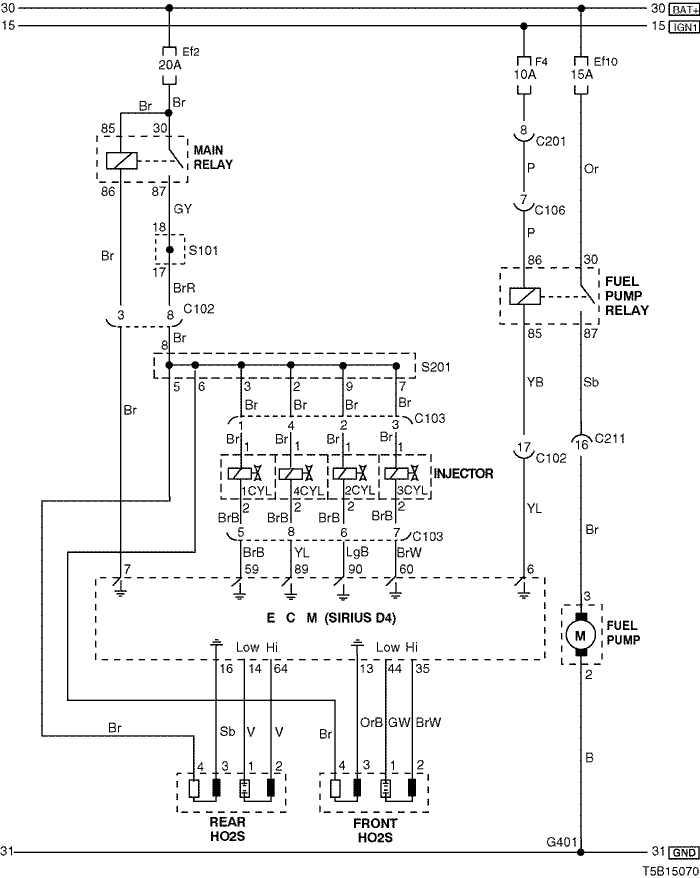 30 30 BAT+
15 15 IGN1
Ef2
20A
F4
10A
Ef10
15A
Br Br
85 30
MAIN
RELAY
86 87
8
C201
P Or
7
C106
P
GY
18
S101
17
Br
BrR
86 30
FUEL
PUMP
RELAY
85 87
3 8 C102
Br
8
S201
5 6 3 2 9 7
YB Sb
Br Br Br Br Br
C103
1 4 2 3
Br 1 Br 1 Br 1 Br 1
17 C102
16 C211
INJECTOR
1CYL 4CYL 2CYL 3CYL
2 2 2 2
BrB BrB BrB BrB
YL Br
5 8 6 7 C103
BrB YL LgB BrW
7 59 89 90 60 6
3
E C M (SIRIUS D4)
M
FUEL
PUMP
2
Low Hi Low Hi
16 14 64 13 44 35
Br Sb V V Br OrB GW BrW
B
4 3 1 2 4 3 1 2
REAR
HO2S
FRONT
HO2S
G401
31 31 GND
T5B15070